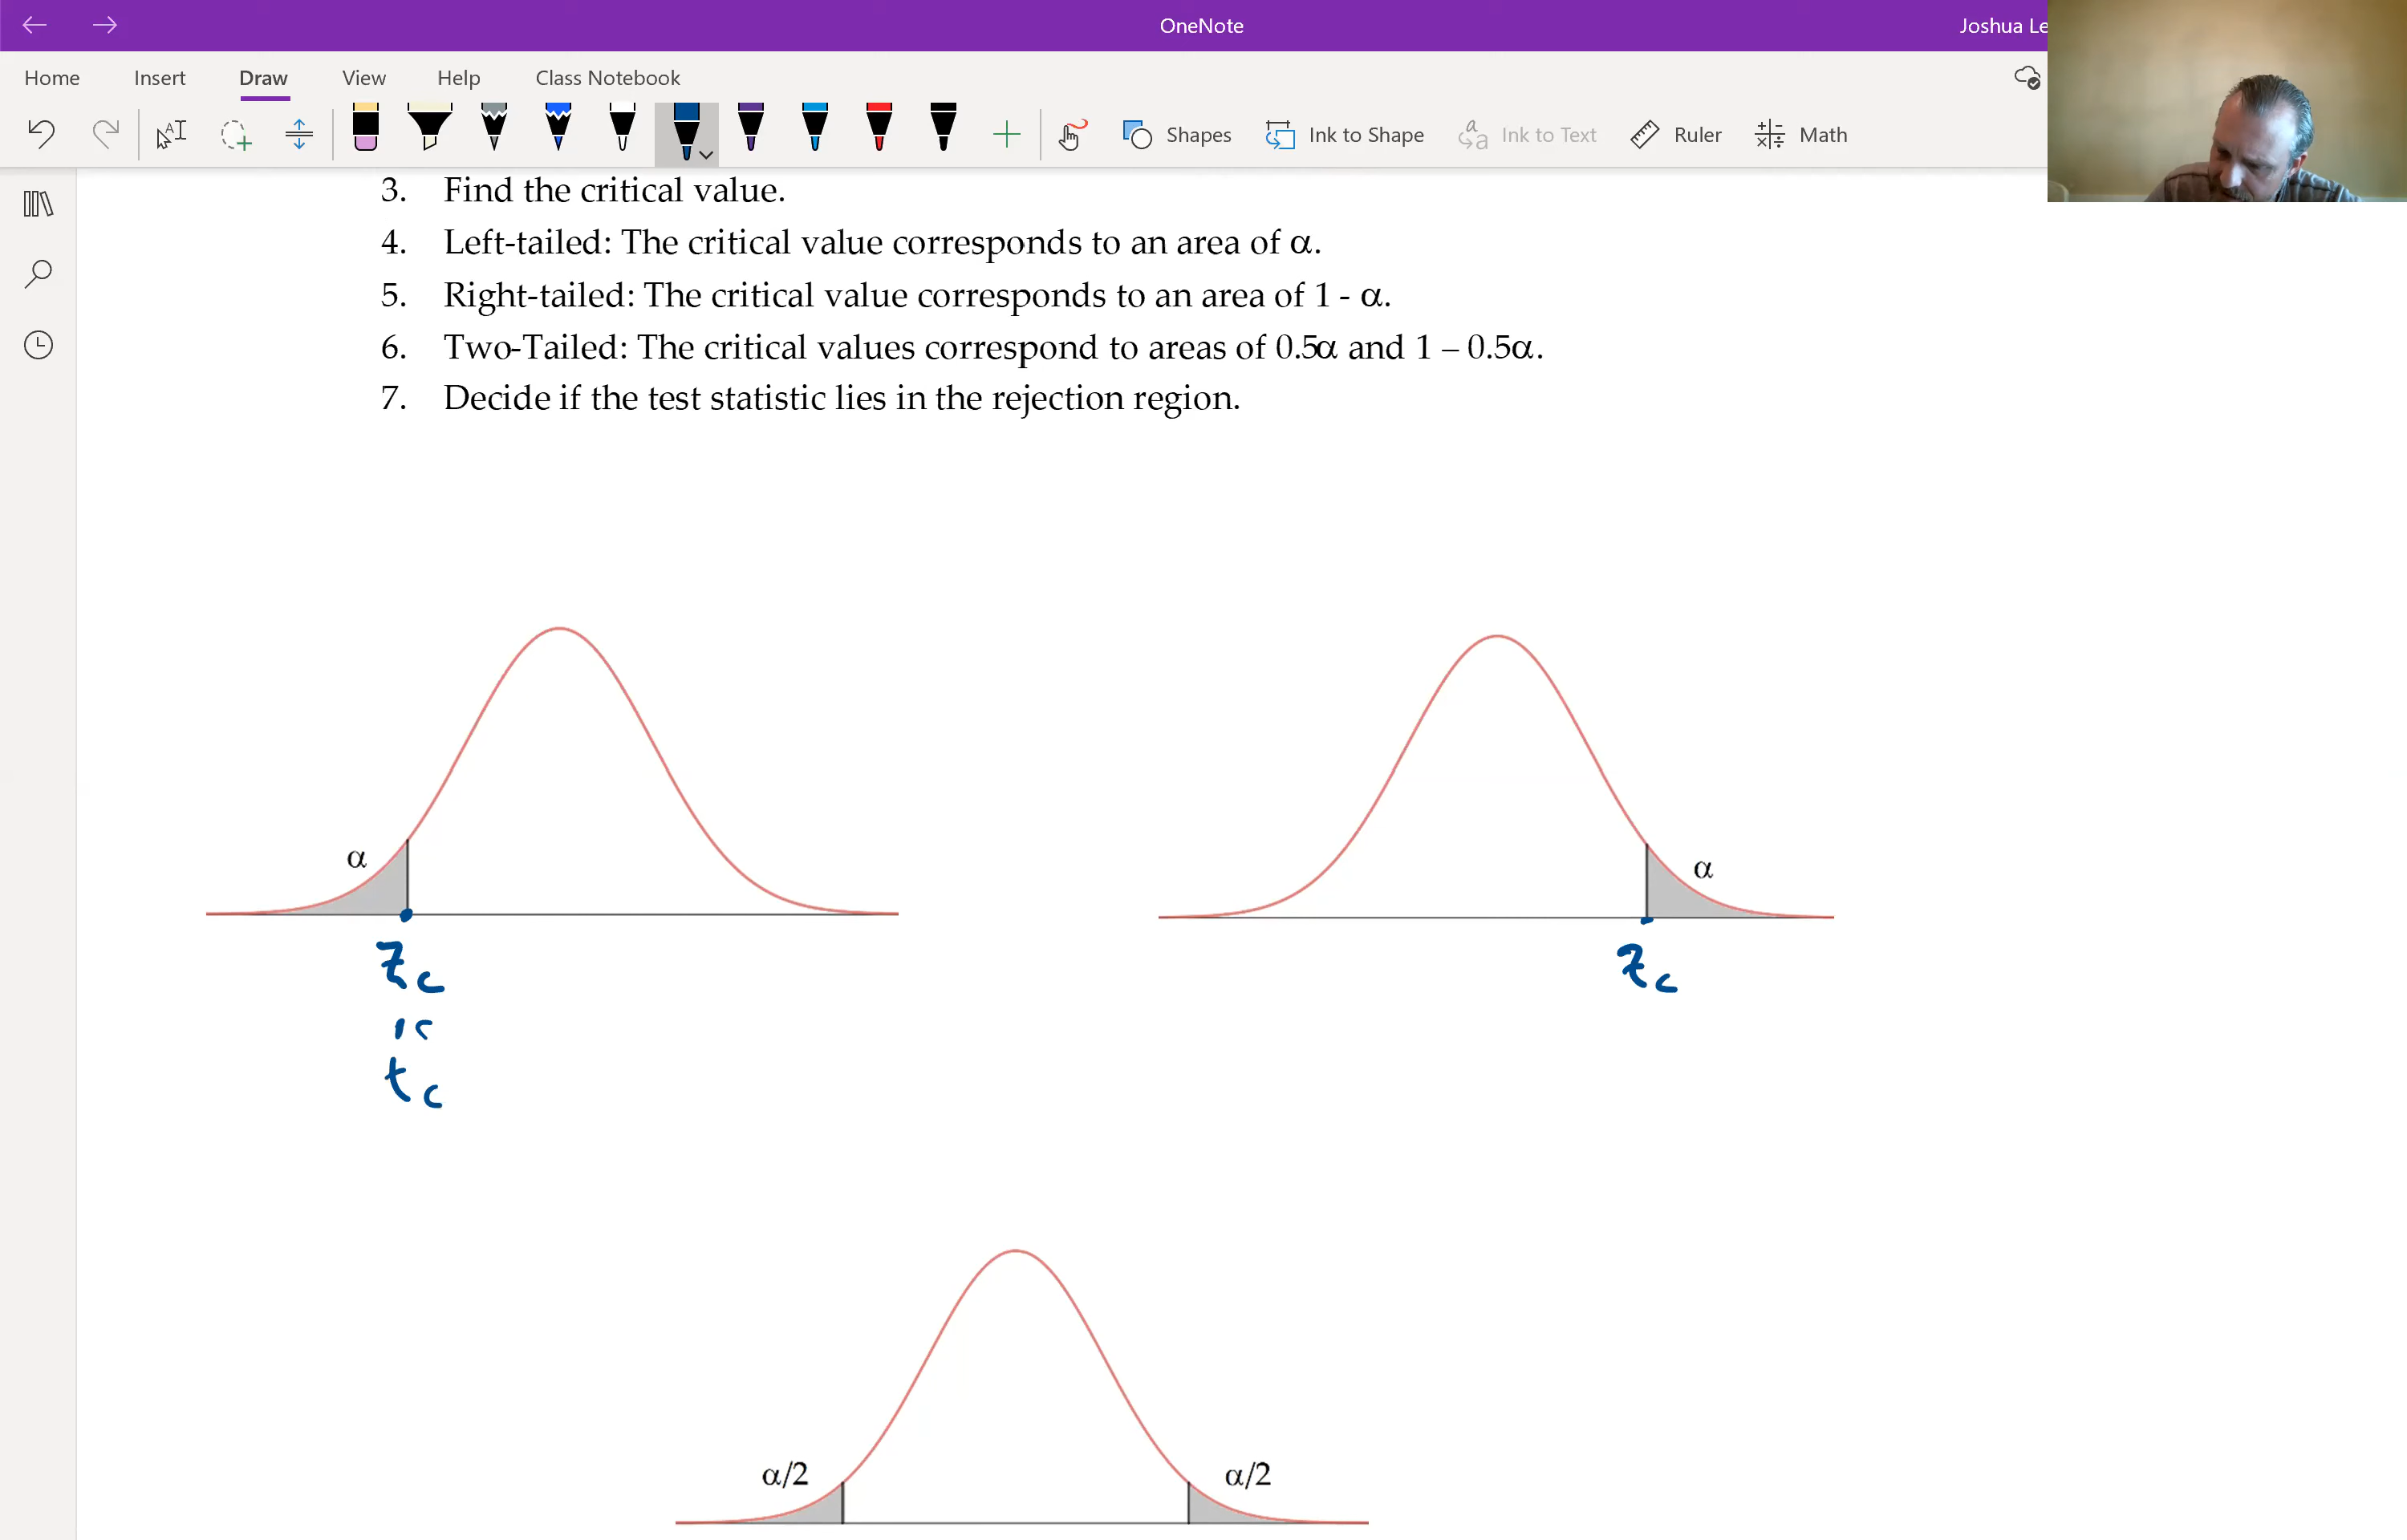 OneNote
Joshua Le
Home Insert Draw View Help Class Notebook
Shapes Ink to Shape Ink to Text Ruler Math
3. Find the critical value.
4. Left-tailed: The critical value corresponds to an area of α.
5. Right-tailed: The critical value corresponds to an area of 1 - α.
6. Two-Tailed: The critical values correspond to areas of 0.5α and 1 – 0.5α.
7. Decide if the test statistic lies in the rejection region.
α
α
zc
zc
tc
α/2
α/2